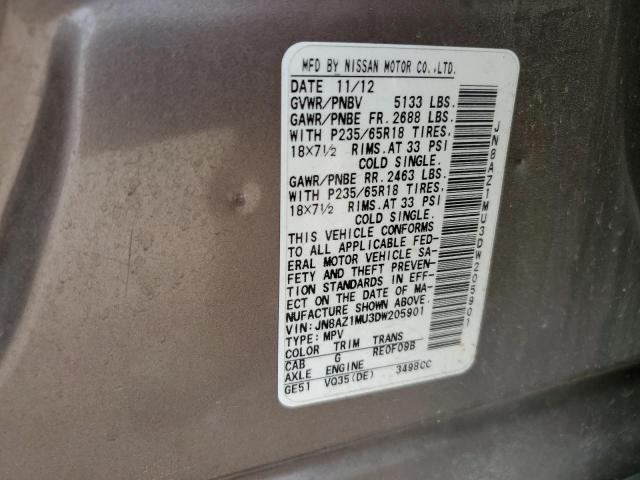 MFD BY NISSAN MOTOR CO.,LTD.
DATE 11/12
GVWR/PNBV 5133 LBS.
GAWR/PNBE FR. 2688 LBS.
WITH P235/65R18 TIRES,
18×7½ RIMS.AT 33 PSI
COLD SINGLE.
GAWR/PNBE RR. 2463 LBS.
WITH P235/65R18 TIRES,
18×7½ RIMS.AT 33 PSI
COLD SINGLE.
THIS VEHICLE CONFORMS
TO ALL APPLICABLE FED-
ERAL MOTOR VEHICLE SA-
FETY AND THEFT PREVEN-
TION STANDARDS IN EFF-
ECT ON THE DATE OF MA-
NUFACTURE SHOWN ABOVE.
VIN:JN8AZ1MU3DW205901
TYPE: MPV
COLOR TRIM TRANS
CAB G RE0F09B
AXLE ENGINE
GE51 VQ35(DE) 3498CC
JN8AZ1MU3DW205901